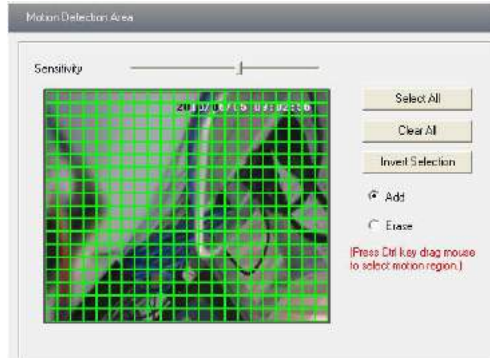 Motion Detection Area
Sensitivity
Select All
Clear All
Invert Selection
Add
Erase
(Press Ctrl key drag mouse
to select motion region.)